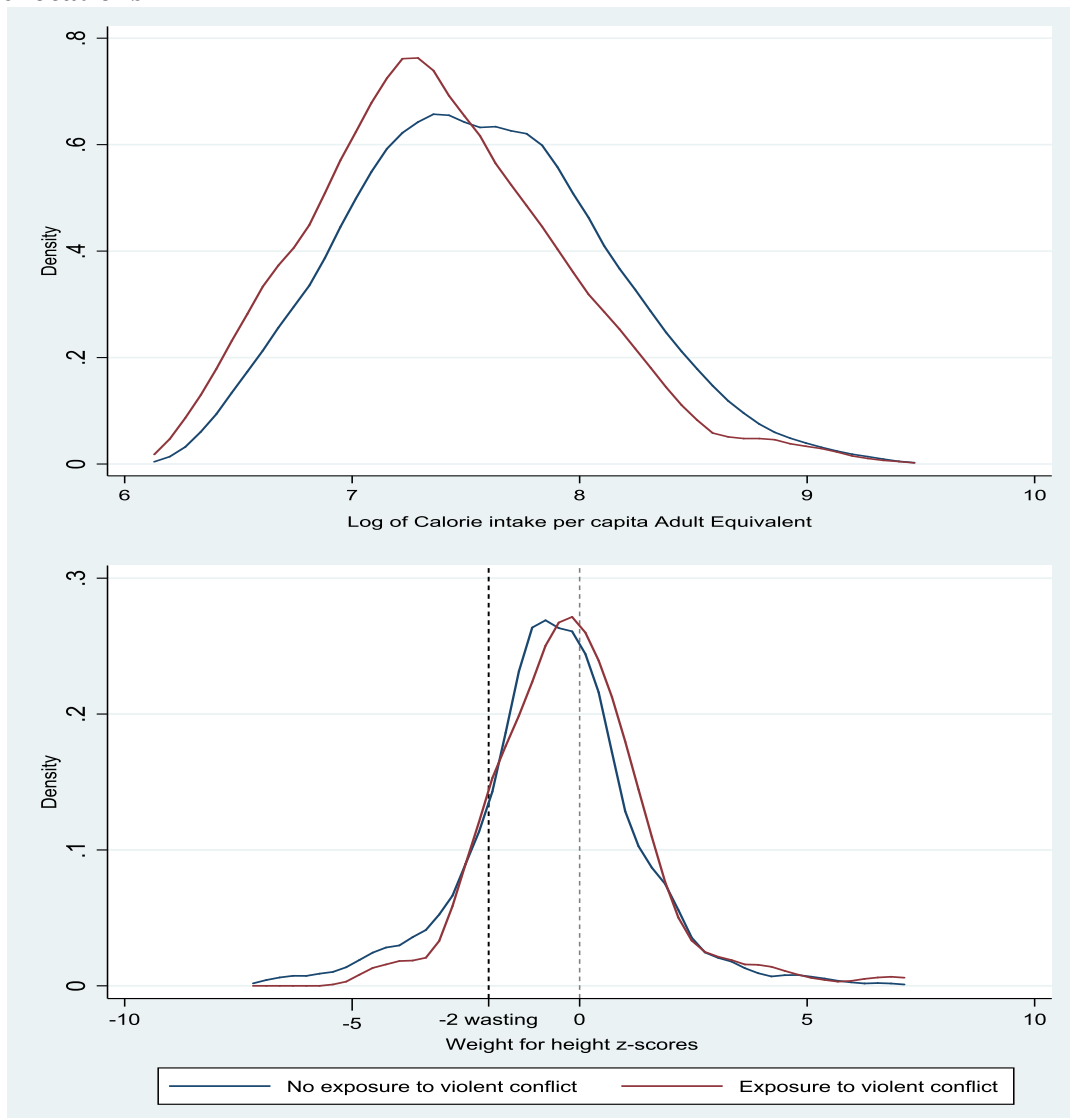 .8
.6
.4
.2
0
Density
6 7 8 9 10
Log of Calorie intake per capita Adult Equivalent
.3
.2
.1
0
Density
-10 -5 -2 wasting 0 5 10
Weight for height z-scores
No exposure to violent conflict Exposure to violent conflict